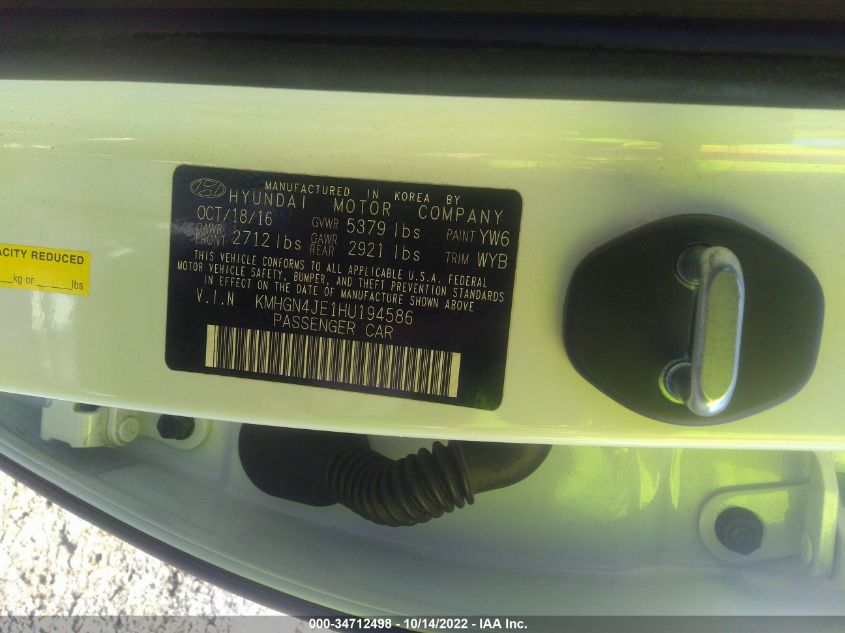 MANUFACTURED IN KOREA BY
HYUNDAI MOTOR COMPANY
OCT/18/16 GVWR 5379 lbs PAINT YW6
GAWR FRONT 2712 lbs GAWR REAR 2921 lbs TRIM WYB
THIS VEHICLE CONFORMS TO ALL APPLICABLE U.S.A. FEDERAL
MOTOR VEHICLE SAFETY, BUMPER, AND THEFT PREVENTION STANDARDS
IN EFFECT ON THE DATE OF MANUFACTURE SHOWN ABOVE
V.I.N KMHGN4JE1HU194586
PASSENGER CAR
ACITY REDUCED
kg or lbs
000-34712498 - 10/14/2022 - IAA Inc.